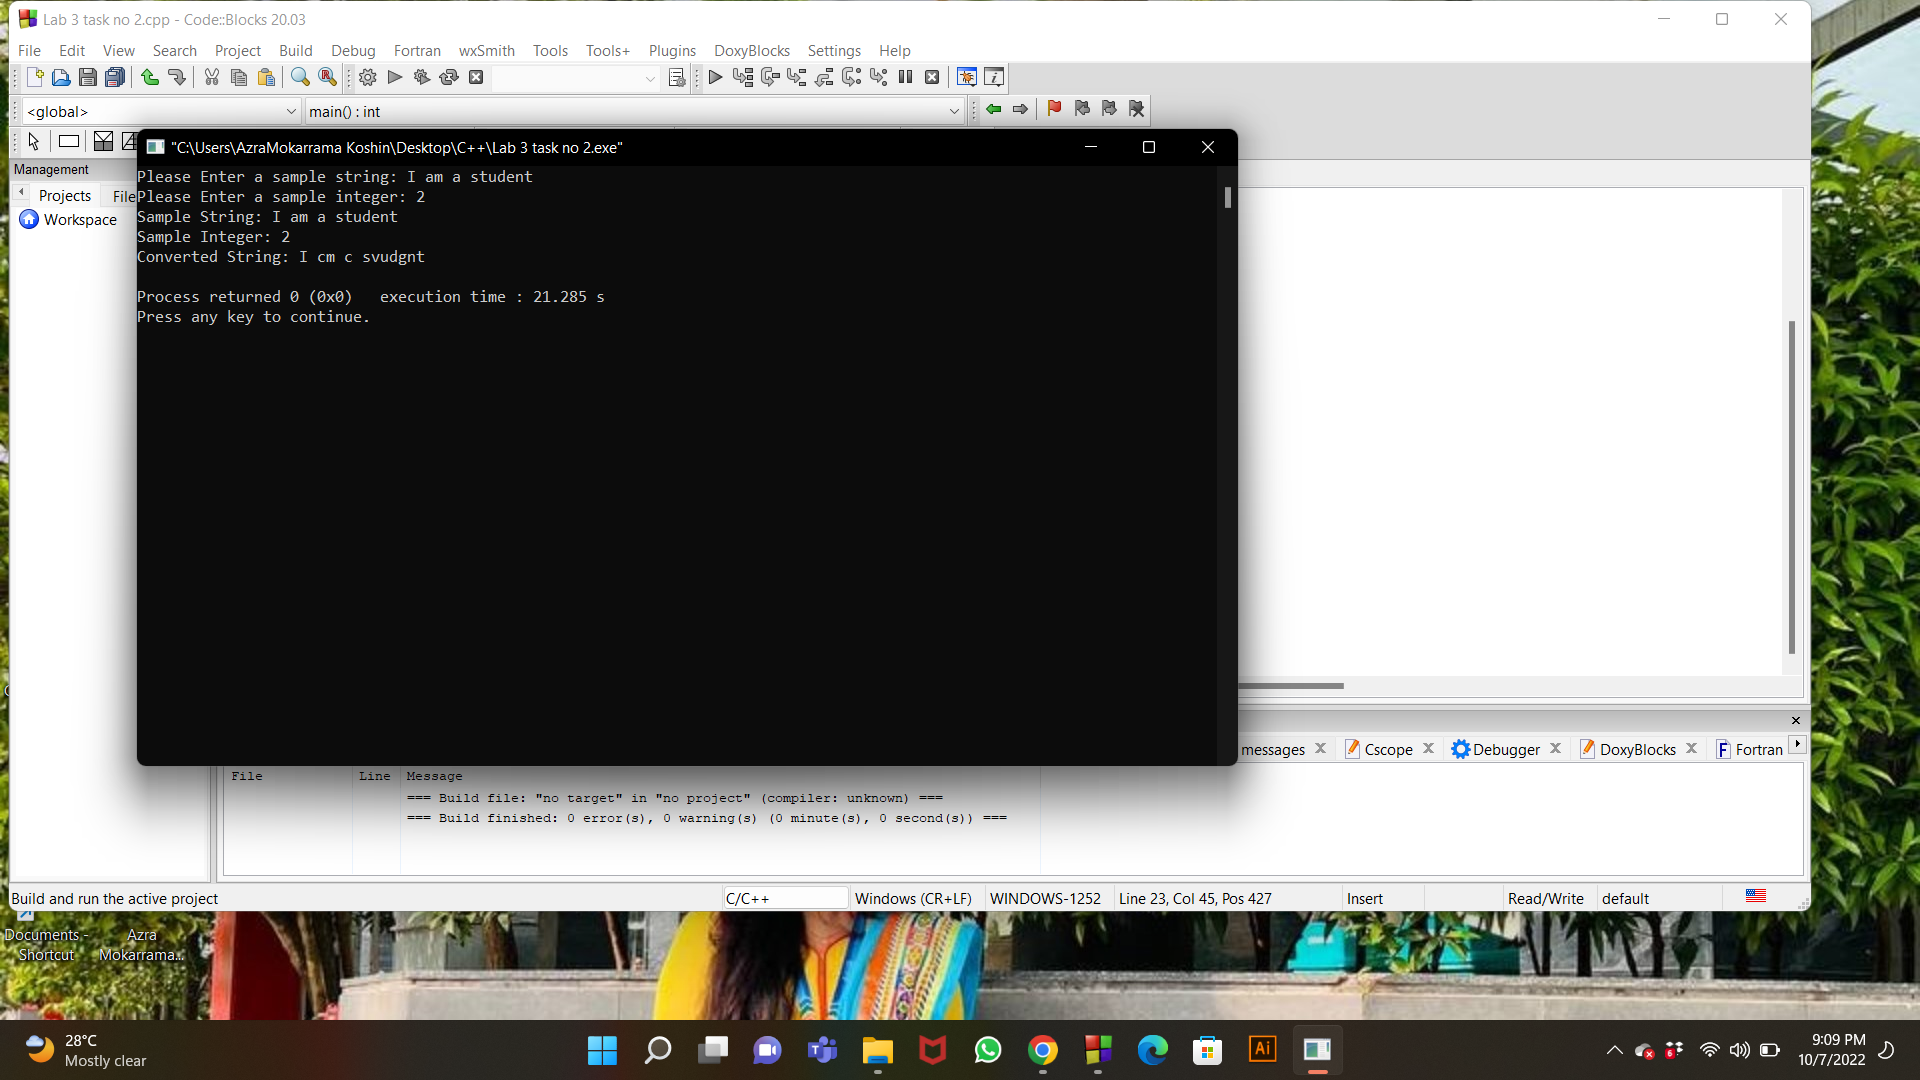 Lab 3 task no 2.cpp - Code::Blocks 20.03
File Edit View Search Project Build Debug Fortran wxSmith Tools Tools+ Plugins DoxyBlocks Settings Help
<global> main() : int
"C:\Users\AzraMokarrama Koshin\Desktop\C++\Lab 3 task no 2.exe"
Management
Projects File
Workspace
Please Enter a sample string: I am a student
Please Enter a sample integer: 2
Sample String: I am a student
Sample Integer: 2
Converted String: I cm c svudgnt
Process returned 0 (0x0)   execution time : 21.285 s
Press any key to continue.
messages Cscope Debugger DoxyBlocks Fortran
File Line Message
=== Build file: "no target" in "no project" (compiler: unknown) ===
=== Build finished: 0 error(s), 0 warning(s) (0 minute(s), 0 second(s)) ===
Build and run the active project C/C++ Windows (CR+LF) WINDOWS-1252 Line 23, Col 45, Pos 427 Insert Read/Write default
Documents - Shortcut
Azra Mokarrama...
28°C
Mostly clear
Ai
6
9:09 PM
10/7/2022